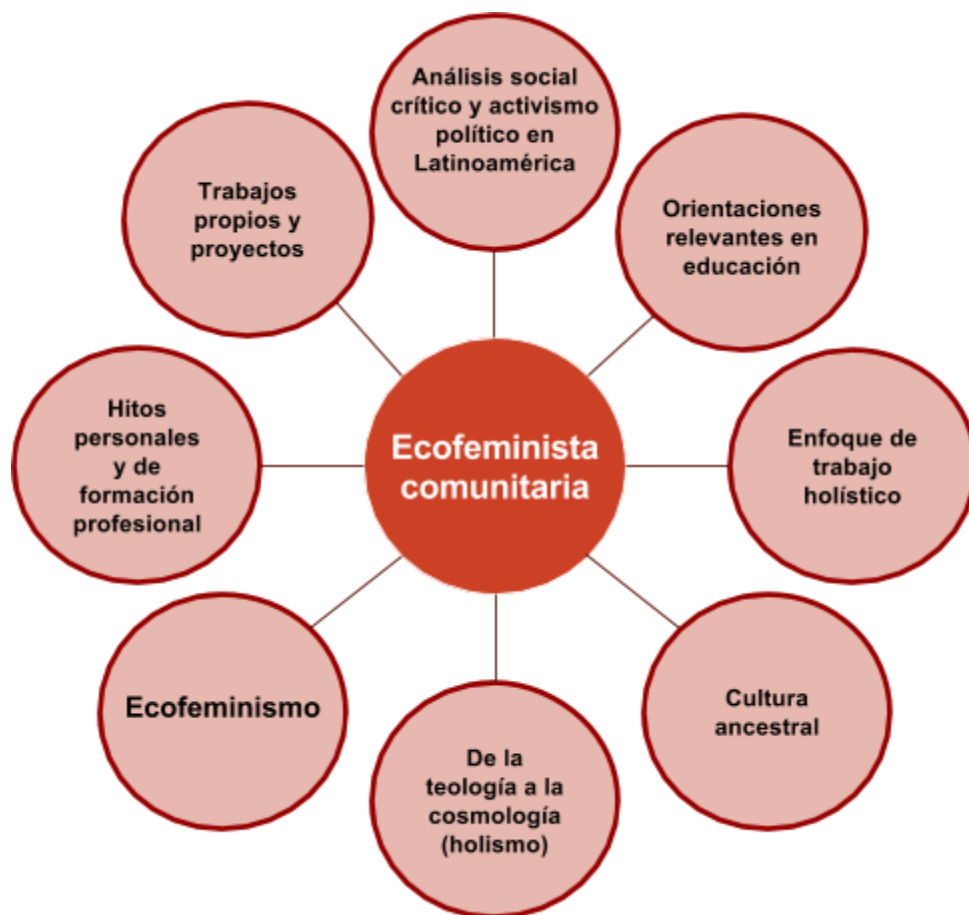 Análisis social
crítico y activismo
político en
Latinoamérica
Trabajos
propios y
proyectos
Orientaciones
relevantes en
educación
Hitos
personales
y de
formación
profesional
Ecofeminista
comunitaria
Enfoque de
trabajo
holístico
Ecofeminismo
Cultura
ancestral
De la
teología a la
cosmología
(holismo)